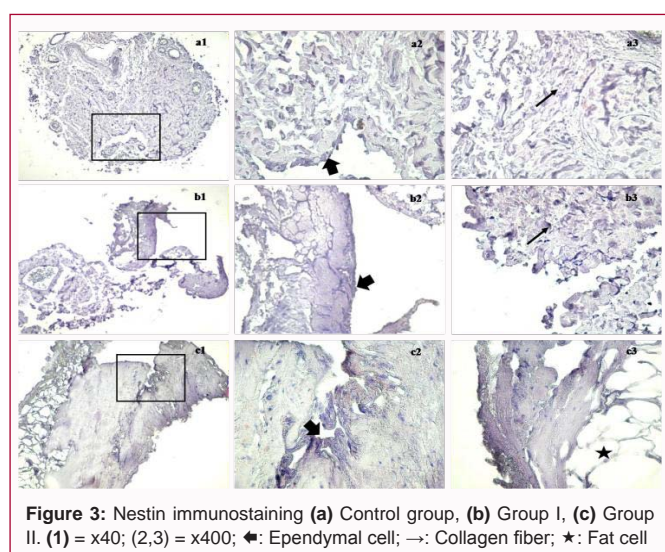 a1
a2
a3
b1
b2
b3
c1
c2
c3
Figure 3: Nestin immunostaining (a) Control group, (b) Group I, (c) Group
II. (1) = x40; (2,3) = x400; 🡄: Ependymal cell; →: Collagen fiber; ★: Fat cell